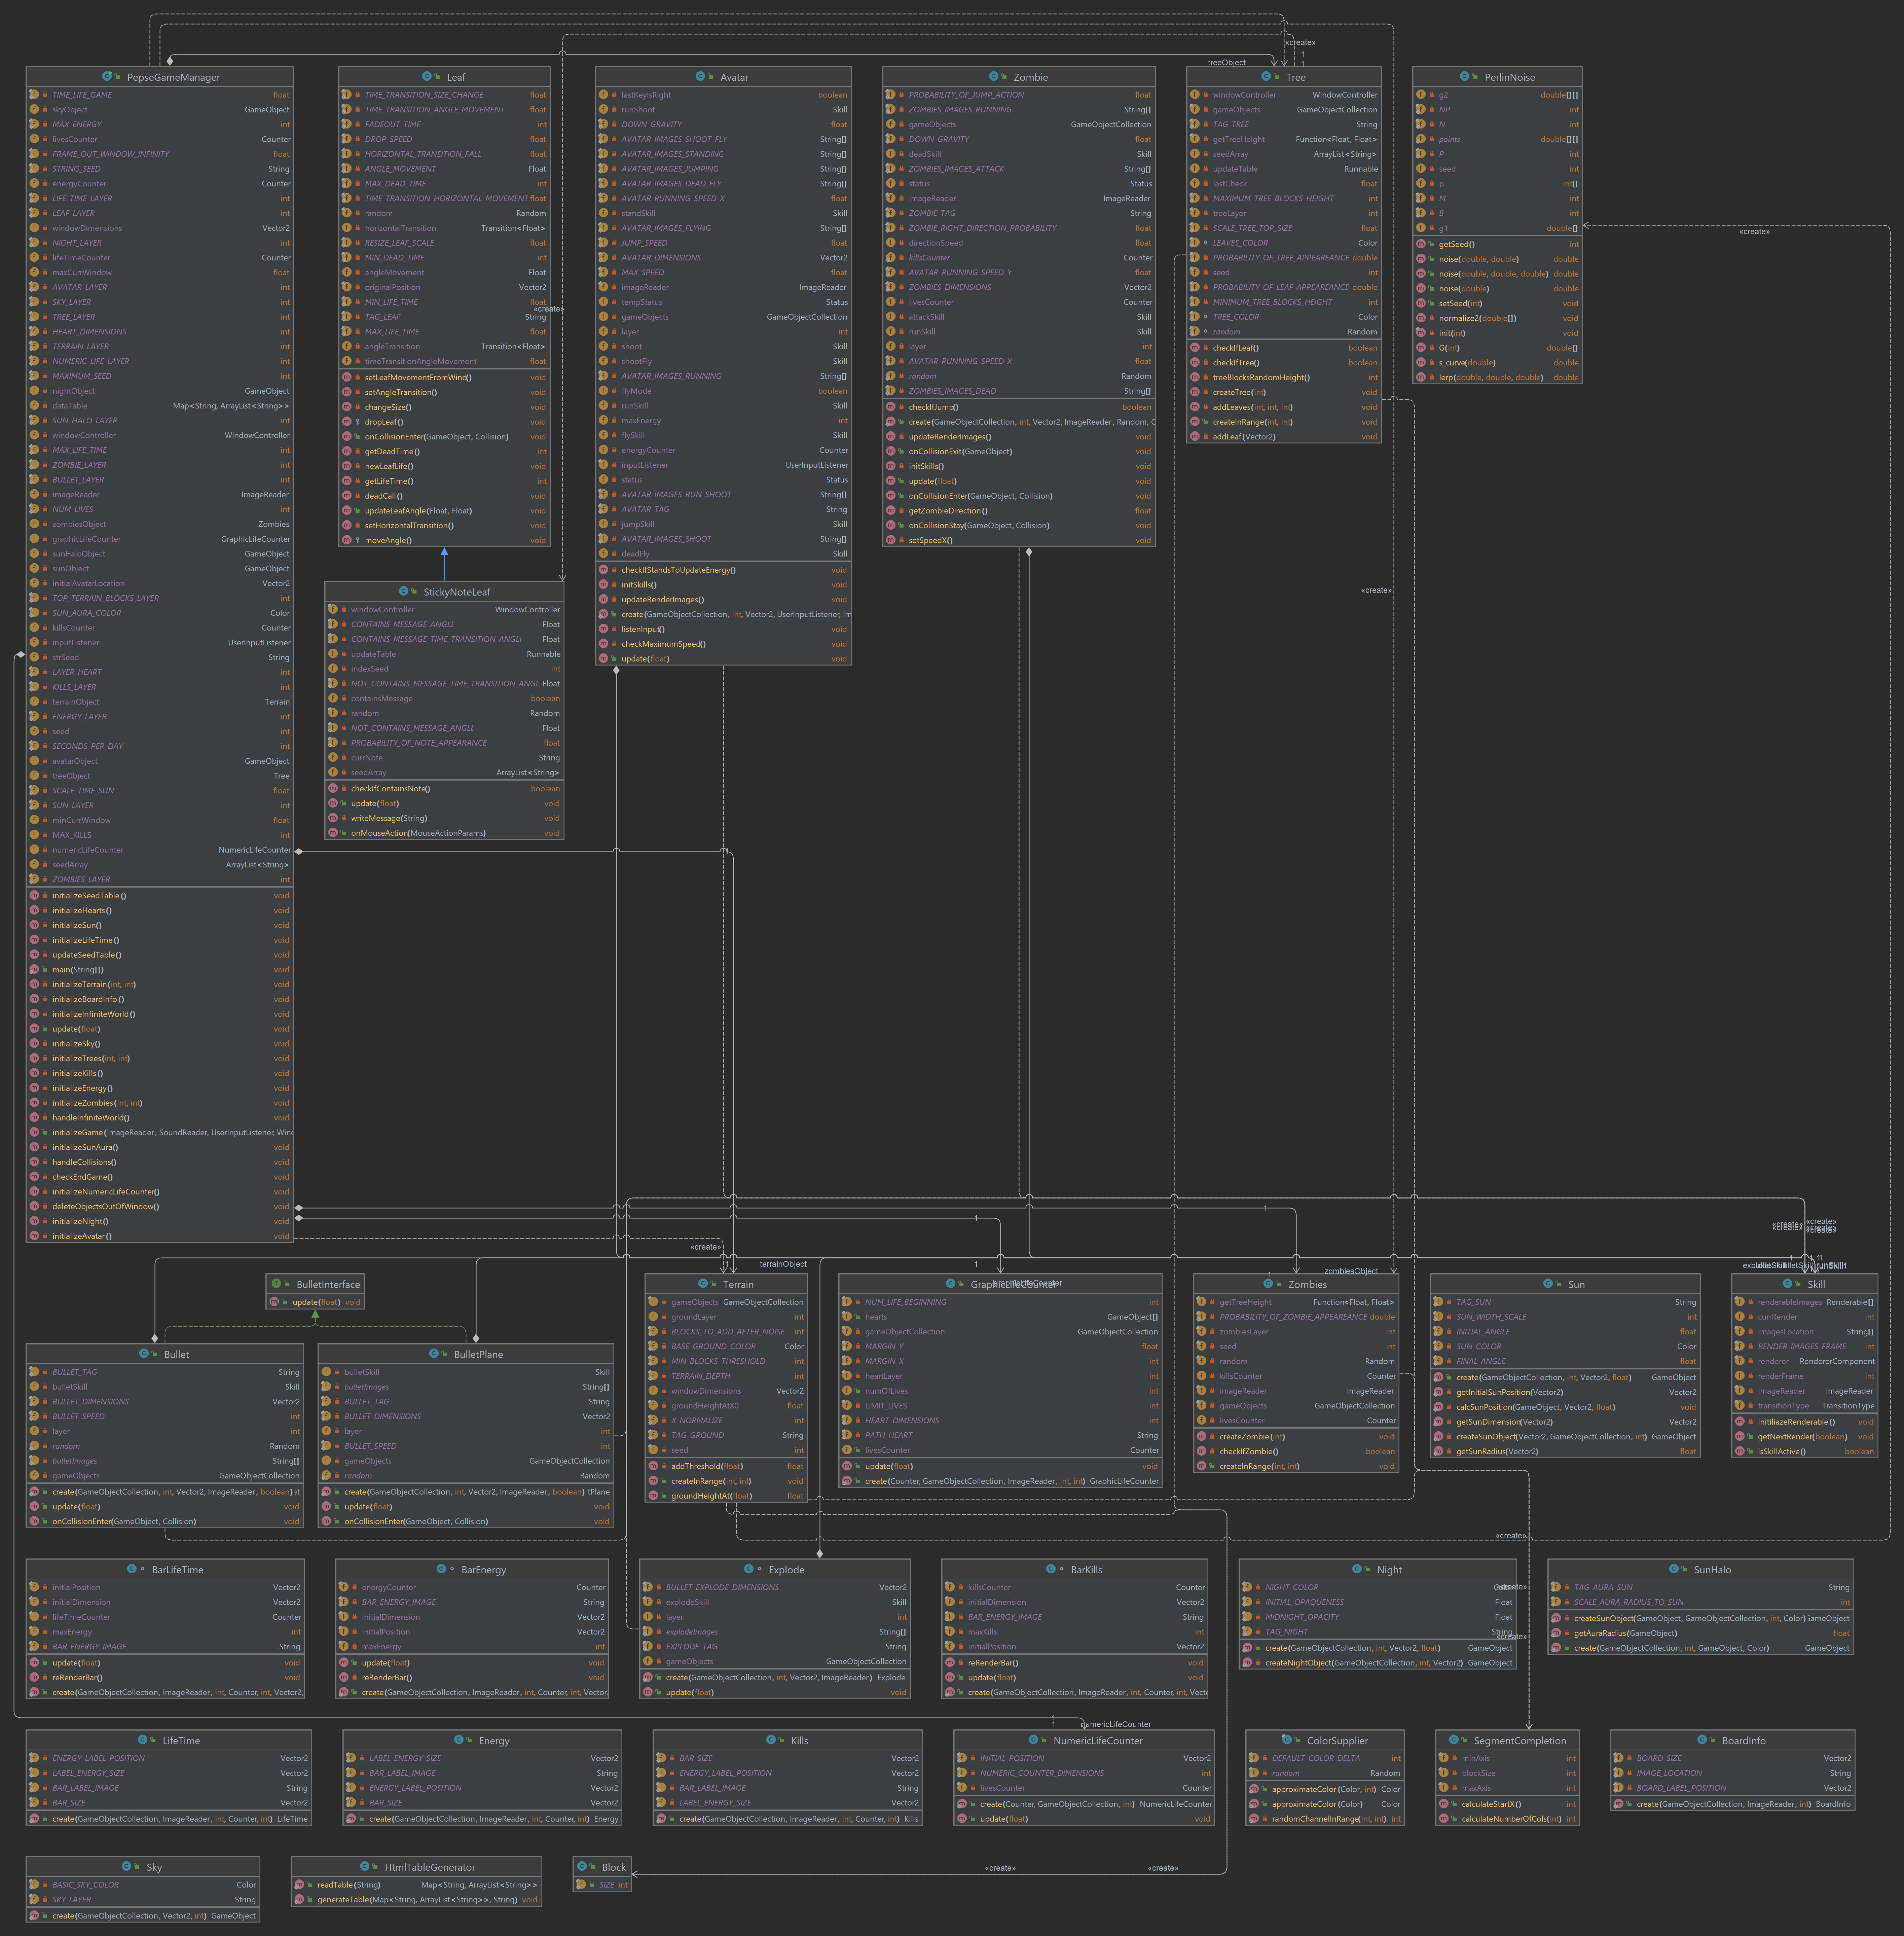 «create»
1
treeObject
PepseGameManager
TIME_LIFE_GAME float
skyObject GameObject
MAX_ENERGY int
livesCounter Counter
FRAME_OUT_WINDOW_INFINITY float
STRING_SEED String
energyCounter Counter
LIFE_TIME_LAYER int
LEAF_LAYER int
windowDimensions Vector2
NIGHT_LAYER int
lifeTimeCounter Counter
maxCurrWindow float
AVATAR_LAYER int
SKY_LAYER int
TREE_LAYER int
HEART_DIMENSIONS int
TERRAIN_LAYER int
NUMERIC_LIFE_LAYER int
MAXIMUM_SEED int
nightObject GameObject
dataTable Map<String, ArrayList<String>>
SUN_HALO_LAYER int
windowController WindowController
MAX_LIFE_TIME int
ZOMBIE_LAYER int
BULLET_LAYER int
imageReader ImageReader
NUM_LIVES int
zombiesObject Zombies
graphicLifeCounter GraphicLifeCounter
sunHaloObject GameObject
sunObject GameObject
initialAvatarLocation Vector2
TOP_TERRAIN_BLOCKS_LAYER int
SUN_AURA_COLOR Color
killsCounter Counter
inputListener UserInputListener
strSeed String
LAYER_HEART int
KILLS_LAYER int
terrainObject Terrain
ENERGY_LAYER int
seed int
SECONDS_PER_DAY int
avatarObject GameObject
treeObject Tree
SCALE_TIME_SUN float
SUN_LAYER int
minCurrWindow float
MAX_KILLS int
numericLifeCounter NumericLifeCounter
seedArray ArrayList<String>
ZOMBIES_LAYER int
initializeSeedTable() void
initializeHearts() void
initializeSun() void
initializeLifeTime() void
updateSeedTable() void
main(String[]) void
initializeTerrain(int, int) void
initializeBoardInfo() void
initializeInfiniteWorld() void
update(float) void
initializeSky() void
initializeTrees(int, int) void
initializeKills() void
initializeEnergy() void
initializeZombies(int, int) void
handleInfiniteWorld() void
initializeGame(ImageReader, SoundReader, UserInputListener, Wind
initializeSunAura() void
handleCollisions() void
checkEndGame() void
initializeNumericLifeCounter() void
deleteObjectsOutOfWindow() void
initializeNight() void
initializeAvatar() void
Leaf
TIME_TRANSITION_SIZE_CHANGE float
TIME_TRANSITION_ANGLE_MOVEMENT float
FADEOUT_TIME int
DROP_SPEED float
HORIZONTAL_TRANSITION_FALL float
ANGLE_MOVEMENT Float
MAX_DEAD_TIME int
TIME_TRANSITION_HORIZONTAL_MOVEMENT float
random Random
horizontalTransition Transition<Float>
RESIZE_LEAF_SCALE float
MIN_DEAD_TIME int
angleMovement Float
originalPosition Vector2
MIN_LIFE_TIME float
TAG_LEAF String
MAX_LIFE_TIME float
angleTransition Transition<Float>
timeTransitionAngleMovement float
setLeafMovementFromWind() void
setAngleTransition() void
changeSize() void
dropLeaf() void
onCollisionEnter(GameObject, Collision) void
getDeadTime() int
newLeafLife() void
getLifeTime() int
deadCall() void
updateLeafAngle(Float, Float) void
setHorizontalTransition() void
moveAngle() void
«create»
StickyNoteLeaf
windowController WindowController
CONTAINS_MESSAGE_ANGLE Float
CONTAINS_MESSAGE_TIME_TRANSITION_ANGL Float
updateTable Runnable
indexSeed int
NOT_CONTAINS_MESSAGE_TIME_TRANSITION_ANGL Float
containsMessage boolean
random Random
NOT_CONTAINS_MESSAGE_ANGLE Float
PROBABILITY_OF_NOTE_APPEARANCE float
currNote String
seedArray ArrayList<String>
checkIfContainsNote() boolean
update(float) void
writeMessage(String) void
onMouseAction(MouseActionParams) void
Avatar
lastKeyIsRight boolean
runShoot Skill
DOWN_GRAVITY float
AVATAR_IMAGES_SHOOT_FLY String[]
AVATAR_IMAGES_STANDING String[]
AVATAR_IMAGES_JUMPING String[]
AVATAR_IMAGES_DEAD_FLY String[]
AVATAR_RUNNING_SPEED_X float
standSkill Skill
AVATAR_IMAGES_FLYING String[]
JUMP_SPEED float
AVATAR_DIMENSIONS Vector2
MAX_SPEED float
imageReader ImageReader
tempStatus Status
gameObjects GameObjectCollection
layer int
shoot Skill
shootFly Skill
AVATAR_IMAGES_RUNNING String[]
flyMode boolean
runSkill Skill
maxEnergy int
flySkill Skill
energyCounter Counter
inputListener UserInputListener
status Status
AVATAR_IMAGES_RUN_SHOOT String[]
AVATAR_TAG String
jumpSkill Skill
AVATAR_IMAGES_SHOOT String[]
deadFly Skill
checkIfStandsToUpdateEnergy() void
initSkills() void
updateRenderImages() void
create(GameObjectCollection, int, Vector2, UserInputListener, Im
listenInput() void
checkMaximumSpeed() void
update(float) void
Zombie
PROBABILITY_OF_JUMP_ACTION float
ZOMBIES_IMAGES_RUNNING String[]
gameObjects GameObjectCollection
DOWN_GRAVITY float
deadSkill Skill
ZOMBIES_IMAGES_ATTACK String[]
status Status
imageReader ImageReader
ZOMBIE_TAG String
ZOMBIE_RIGHT_DIRECTION_PROBABILITY float
directionSpeed float
killsCounter Counter
AVATAR_RUNNING_SPEED_Y float
ZOMBIES_DIMENSIONS Vector2
livesCounter Counter
attackSkill Skill
runSkill Skill
layer int
AVATAR_RUNNING_SPEED_X float
random Random
ZOMBIES_IMAGES_DEAD String[]
checkIfJump() boolean
create(GameObjectCollection, int, Vector2, ImageReader, Random, C
updateRenderImages() void
onCollisionExit(GameObject) void
initSkills() void
update(float) void
onCollisionEnter(GameObject, Collision) void
getZombieDirection() float
onCollisionStay(GameObject, Collision) void
setSpeedX() void
Tree
windowController WindowController
gameObjects GameObjectCollection
TAG_TREE String
getTreeHeight Function<Float, Float>
seedArray ArrayList<String>
updateTable Runnable
lastCheck float
MAXIMUM_TREE_BLOCKS_HEIGHT int
treeLayer int
SCALE_TREE_TOP_SIZE float
LEAVES_COLOR Color
PROBABILITY_OF_TREE_APPEAREANCE double
seed int
PROBABILITY_OF_LEAF_APPEAREANCE double
MINIMUM_TREE_BLOCKS_HEIGHT int
TREE_COLOR Color
random Random
checkIfLeaf() boolean
checkIfTree() boolean
treeBlocksRandomHeight() int
createTree(int) void
addLeaves(int, int, int) void
createInRange(int, int) void
addLeaf(Vector2) void
PerlinNoise
g2 double[][]
NP int
N int
points double[][]
P int
seed int
p int[]
M int
B int
g1 double[]
getSeed() int
noise(double, double) double
noise(double, double, double) double
noise(double) double
setSeed(int) void
normalize2(double[]) void
init(int) void
G(int) double[]
s_curve(double) double
lerp(double, double, double) double
«create»
«create»
1
1
1
«create» «create»
«create»
1
terrainObject
1
1
zombiesObject
BulletInterface
update(float) void
Bullet
BULLET_TAG String
bulletSkill Skill
BULLET_DIMENSIONS Vector2
BULLET_SPEED int
layer int
random Random
bulletImages String[]
gameObjects GameObjectCollection
create(GameObjectCollection, int, Vector2, ImageReader, boolean) :t
update(float) void
onCollisionEnter(GameObject, Collision) void
BulletPlane
bulletSkill Skill
bulletImages String[]
BULLET_TAG String
BULLET_DIMENSIONS Vector2
layer int
BULLET_SPEED int
gameObjects GameObjectCollection
random Random
create(GameObjectCollection, int, Vector2, ImageReader, boolean) tPlane
update(float) void
onCollisionEnter(GameObject, Collision) void
Terrain
gameObjects GameObjectCollection
groundLayer int
BLOCKS_TO_ADD_AFTER_NOISE int
BASE_GROUND_COLOR Color
MIN_BLOCKS_THRESHOLD int
TERRAIN_DEPTH int
windowDimensions Vector2
groundHeightAtX0 float
X_NORMALIZE int
TAG_GROUND String
seed int
addThreshold(float) float
createInRange(int, int) void
groundHeightAt(float) float
GraphicLifeCounter
NUM_LIFE_BEGINNING int
hearts GameObject[]
gameObjectCollection GameObjectCollection
MARGIN_Y float
MARGIN_X int
heartLayer int
numOfLives int
LIMIT_LIVES int
HEART_DIMENSIONS int
PATH_HEART String
livesCounter Counter
update(float) void
create(Counter, GameObjectCollection, ImageReader, int, int) GraphicLifeCounter
Zombies
getTreeHeight Function<Float, Float>
PROBABILITY_OF_ZOMBIE_APPEAREANCE double
zombiesLayer int
seed int
random Random
killsCounter Counter
imageReader ImageReader
gameObjects GameObjectCollection
livesCounter Counter
createZombie(int) void
checkIfZombie() boolean
createInRange(int, int) void
Sun
TAG_SUN String
SUN_WIDTH_SCALE int
INITIAL_ANGLE float
SUN_COLOR Color
FINAL_ANGLE float
create(GameObjectCollection, int, Vector2, float) GameObject
getInitialSunPosition(Vector2) Vector2
calcSunPosition(GameObject, Vector2, float) void
getSunDimension(Vector2) Vector2
createSunObject(Vector2, GameObjectCollection, int) GameObject
getSunRadius(Vector2) float
Skill
renderableImages Renderable[]
currRender int
imagesLocation String[]
RENDER_IMAGES_FRAME int
renderer RendererComponent
renderFrame int
imageReader ImageReader
transitionType TransitionType
initiliazeRenderable() void
getNextRender(boolean) void
isSkillActive() boolean
«create»
BarLifeTime
initialPosition Vector2
initialDimension Vector2
lifeTimeCounter Counter
maxEnergy int
BAR_ENERGY_IMAGE String
update(float) void
reRenderBar() void
create(GameObjectCollection, ImageReader, int, Counter, int, Vector2,
BarEnergy
energyCounter Counter
BAR_ENERGY_IMAGE String
initialDimension Vector2
initialPosition Vector2
maxEnergy int
update(float) void
reRenderBar() void
create(GameObjectCollection, ImageReader, int, Counter, int, Vector.
Explode
BULLET_EXPLODE_DIMENSIONS Vector2
explodeSkill Skill
layer int
explodeImages String[]
EXPLODE_TAG String
gameObjects GameObjectCollection
create(GameObjectCollection, int, Vector2, ImageReader) Explode
update(float) void
BarKills
killsCounter Counter
initialDimension Vector2
BAR_ENERGY_IMAGE String
maxKills int
initialPosition Vector2
reRenderBar() void
update(float) void
create(GameObjectCollection, ImageReader, int, Counter, int, Vect
Night
NIGHT_COLOR
«create»
INITIAL_OPAQUENESS Float
MIDNIGHT_OPACITY Float
TAG_NIGHT String
«create»
create(GameObjectCollection, int, Vector2, float) GameObject
createNightObject(GameObjectCollection, int, Vector2) GameObject
SunHalo
TAG_AURA_SUN String
SCALE_AURA_RADIUS_TO_SUN int
createSunObject(GameObject, GameObjectCollection, int, Color) GameObject
getAuraRadius(GameObject) float
create(GameObjectCollection, int, GameObject, Color) GameObject
1
numericLifeCounter
LifeTime
ENERGY_LABEL_POSITION Vector2
LABEL_ENERGY_SIZE Vector2
BAR_LABEL_IMAGE String
BAR_SIZE Vector2
create(GameObjectCollection, ImageReader, int, Counter, int) LifeTime
Energy
LABEL_ENERGY_SIZE Vector2
BAR_LABEL_IMAGE String
ENERGY_LABEL_POSITION Vector2
BAR_SIZE Vector2
create(GameObjectCollection, ImageReader, int, Counter, int) Energy
Kills
BAR_SIZE Vector2
ENERGY_LABEL_POSITION Vector2
BAR_LABEL_IMAGE String
LABEL_ENERGY_SIZE Vector2
create(GameObjectCollection, ImageReader, int, Counter, int) Kills
NumericLifeCounter
INITIAL_POSITION Vector2
NUMERIC_COUNTER_DIMENSIONS int
livesCounter Counter
create(Counter, GameObjectCollection, int) NumericLifeCounter
update(float) void
ColorSupplier
DEFAULT_COLOR_DELTA int
random Random
approximateColor(Color, int) Color
approximateColor(Color) Color
randomChannelInRange(int, int) int
SegmentCompletion
minAxis int
blockSize int
maxAxis int
calculateStartX() int
calculateNumberOfCols(int) int
BoardInfo
BOARD_SIZE Vector2
IMAGE_LOCATION String
BOARD_LABEL_POSITION Vector2
create(GameObjectCollection, ImageReader, int) BoardInfo
Sky
BASIC_SKY_COLOR Color
SKY_LAYER String
create(GameObjectCollection, Vector2, int) GameObject
HtmlTableGenerator
readTable(String) Map<String, ArrayList<String>>
generateTable(Map<String, ArrayList<String>>, String) void
Block
SIZE int
«create» «create»